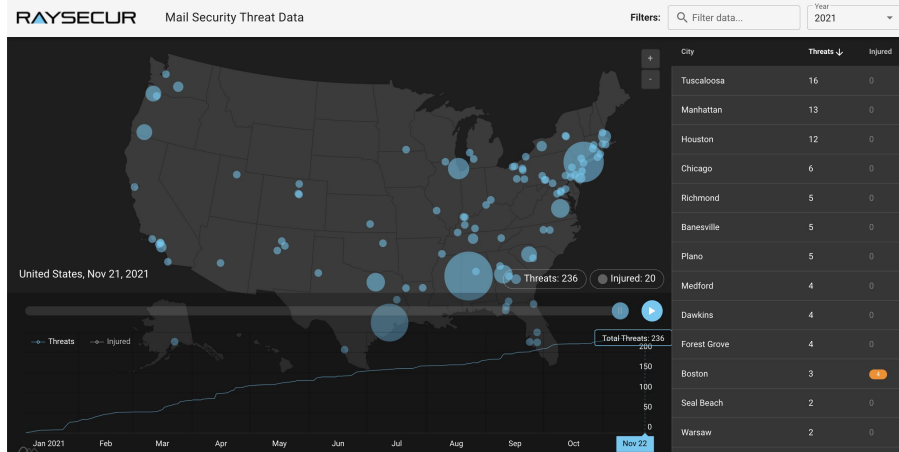 RAYSECUR Mail Security Threat Data Filters: Filter data... Year 2021
City Threats Injured
Tuscaloosa 16 0
Manhattan 13 0
Houston 12 0
Chicago 6 0
Richmond 5 0
Banesville 5 0
Plano 5 0
Medford 4 0
Dawkins 4 0
Forest Grove 4 0
Boston 3 4
Seal Beach 2 0
Warsaw 2 0
+
-
United States, Nov 21, 2021
Threats: 236 Injured: 20
Threats Injured
Total Threats: 236
200
150
100
50
0
Jan 2021 Feb Mar Apr May Jun Jul Aug Sep Oct Nov 22